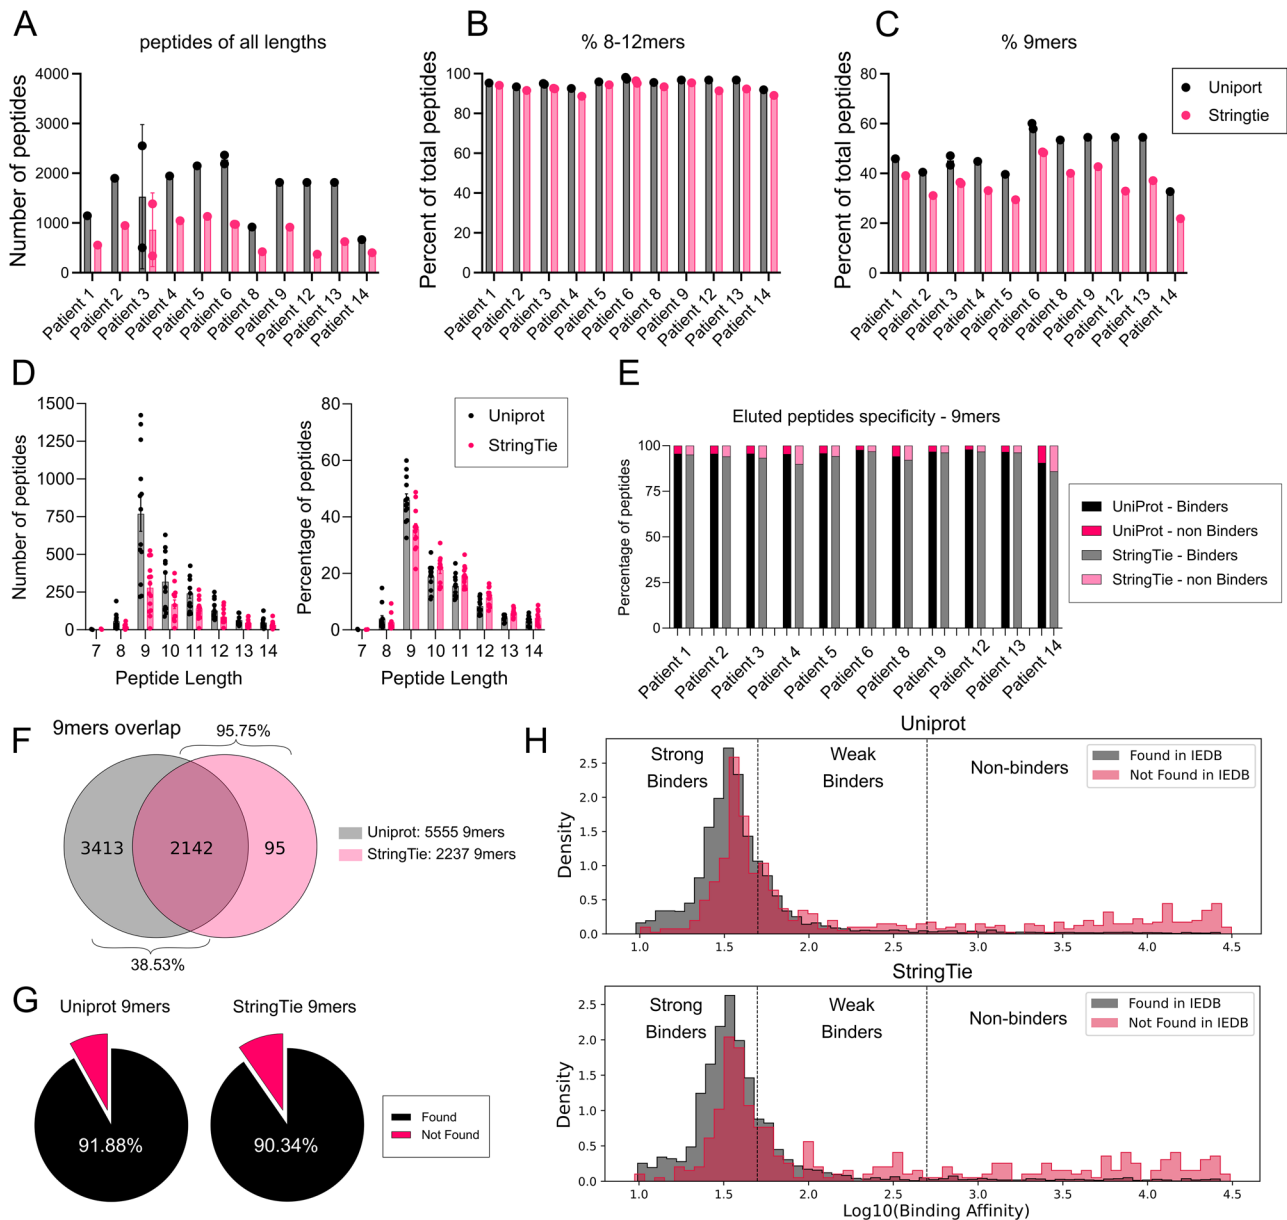 A
peptides of all lengths
Number of peptides
4000
3000
2000
1000
0
Patient 1
Patient 2
Patient 3
Patient 4
Patient 5
Patient 6
Patient 8
Patient 9
Patient 12
Patient 13
Patient 14
B
% 8-12mers
Percent of total peptides
100
80
60
40
20
0
Patient 1
Patient 2
Patient 3
Patient 4
Patient 5
Patient 6
Patient 8
Patient 9
Patient 12
Patient 13
Patient 14
C
% 9mers
Percent of total peptides
80
60
40
20
0
Patient 1
Patient 2
Patient 3
Patient 4
Patient 5
Patient 6
Patient 8
Patient 9
Patient 12
Patient 13
Patient 14
Uniport
Stringtie
D
Number of peptides
1500
1250
1000
750
500
250
0
7 8 9 10 11 12 13 14
Peptide Length
Percentage of peptides
80
60
40
20
0
7 8 9 10 11 12 13 14
Peptide Length
Uniprot
StringTie
E
Eluted peptides specificity - 9mers
Percentage of peptides
100
75
50
25
0
Patient 1
Patient 2
Patient 3
Patient 4
Patient 5
Patient 6
Patient 8
Patient 9
Patient 12
Patient 13
Patient 14
UniProt - Binders
UniProt - non Binders
StringTie - Binders
StringTie - non Binders
F
9mers overlap
95.75%
3413
2142
95
38.53%
Uniprot: 5555 9mers
StringTie: 2237 9mers
G
Uniprot 9mers
StringTie 9mers
91.88%
90.34%
Found
Not Found
H
Uniprot
Strong
Binders
Weak
Binders
Non-binders
Found in IEDB
Not Found in IEDB
Density
2.5
2.0
1.5
1.0
0.5
0.0
1.0 1.5 2.0 2.5 3.0 3.5 4.0 4.5
StringTie
Strong
Binders
Weak
Binders
Non-binders
Found in IEDB
Not Found in IEDB
Density
2.5
2.0
1.5
1.0
0.5
0.0
1.0 1.5 2.0 2.5 3.0 3.5 4.0 4.5
Log10(Binding Affinity)